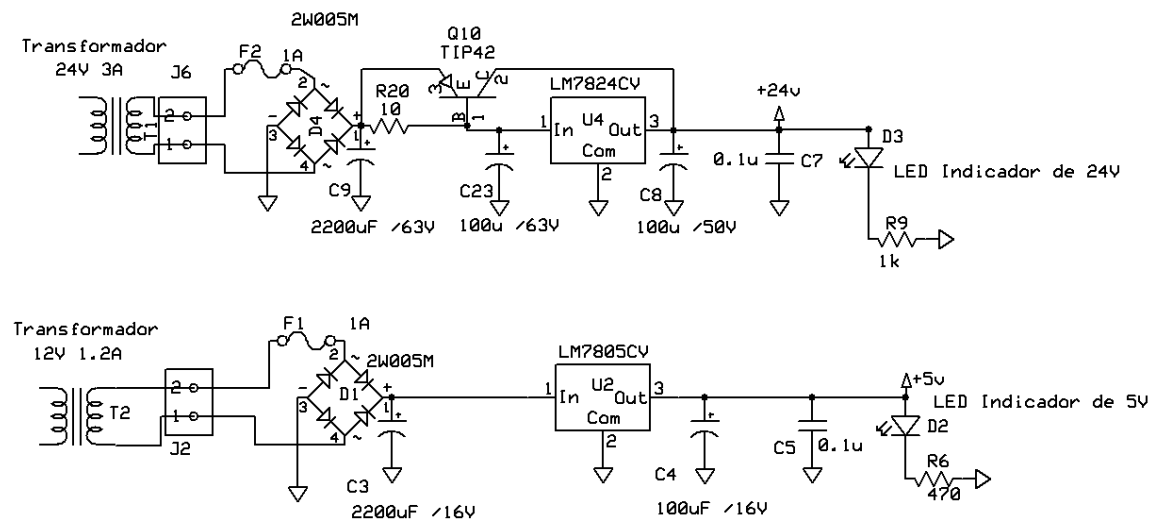 2W005M
Q10
TIP42
Transformador
24V 3A
J6
F2
1A
T1
2
1
2
~
-
3
D4
+
1
4
~
R20
10
3
E
C
2
B
1
LM7824CV
1
In
U4
Out
3
Com
2
+24v
D3
C9
2200uF /63V
C23
100u /63V
C8
100u /50V
0.1u
C7
LED Indicador de 24V
R9
1k
Transformador
12V 1.2A
T2
2
1
J2
F1
1A
2
~
2W005M
-
3
D1
+
1
4
~
C3
2200uF /16V
LM7805CV
1
In
U2
Out
3
Com
2
C4
100uF /16V
C5
0.1u
+5v
LED Indicador de 5V
D2
R6
470